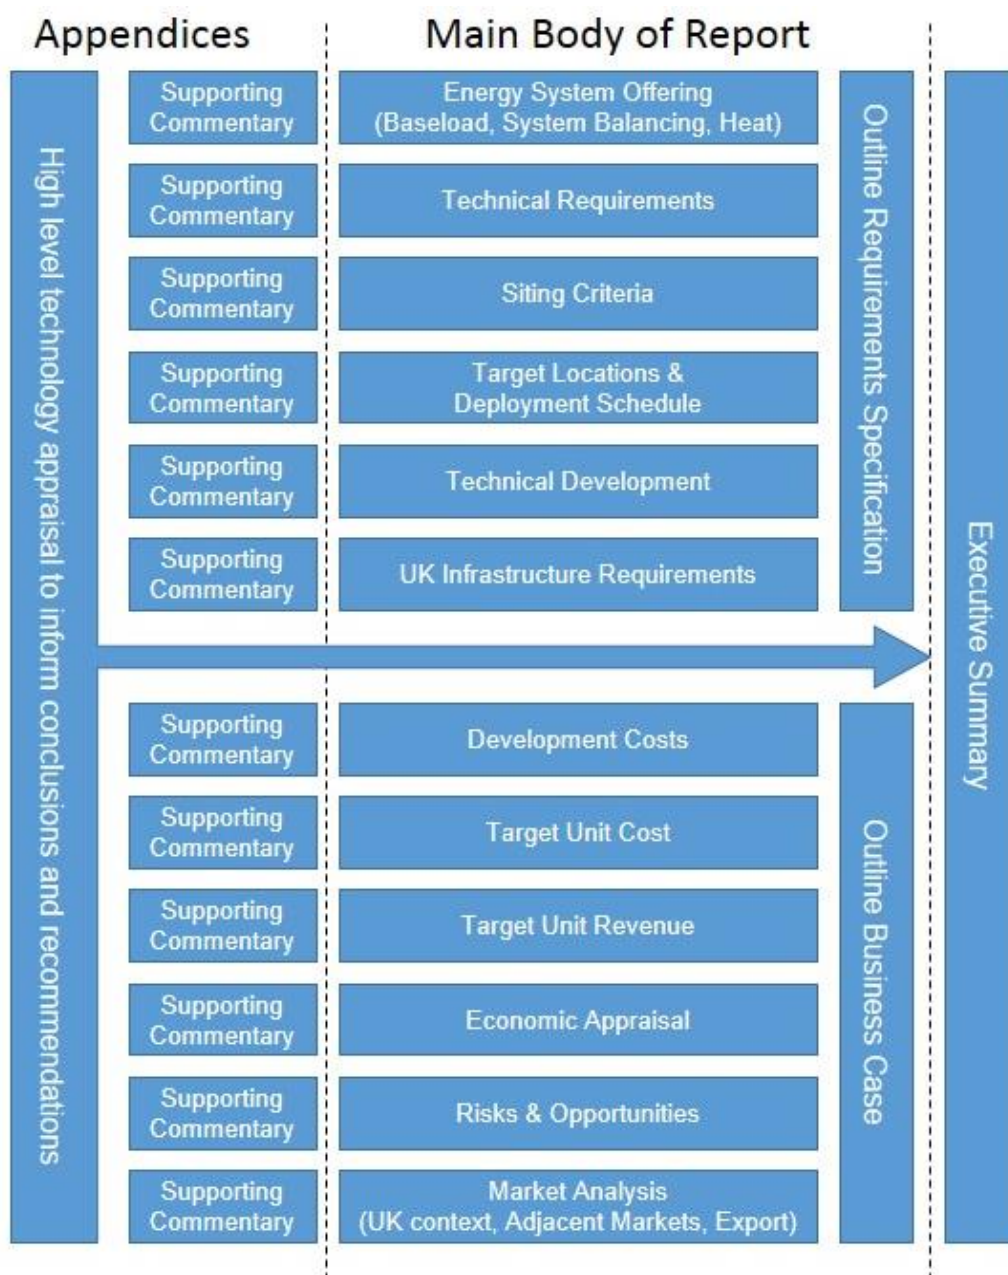 Appendices
Main Body of Report
High level technology appraisal to inform conclusions and recommendations
Supporting
Commentary
Energy System Offering
(Baseload, System Balancing, Heat)
Supporting
Commentary
Technical Requirements
Supporting
Commentary
Siting Criteria
Supporting
Commentary
Target Locations &
Deployment Schedule
Supporting
Commentary
Technical Development
Supporting
Commentary
UK Infrastructure Requirements
Outline Requirements Specification
Supporting
Commentary
Development Costs
Supporting
Commentary
Target Unit Cost
Supporting
Commentary
Target Unit Revenue
Supporting
Commentary
Economic Appraisal
Supporting
Commentary
Risks & Opportunities
Supporting
Commentary
Market Analysis
(UK context, Adjacent Markets, Export)
Outline Business Case
Executive Summary